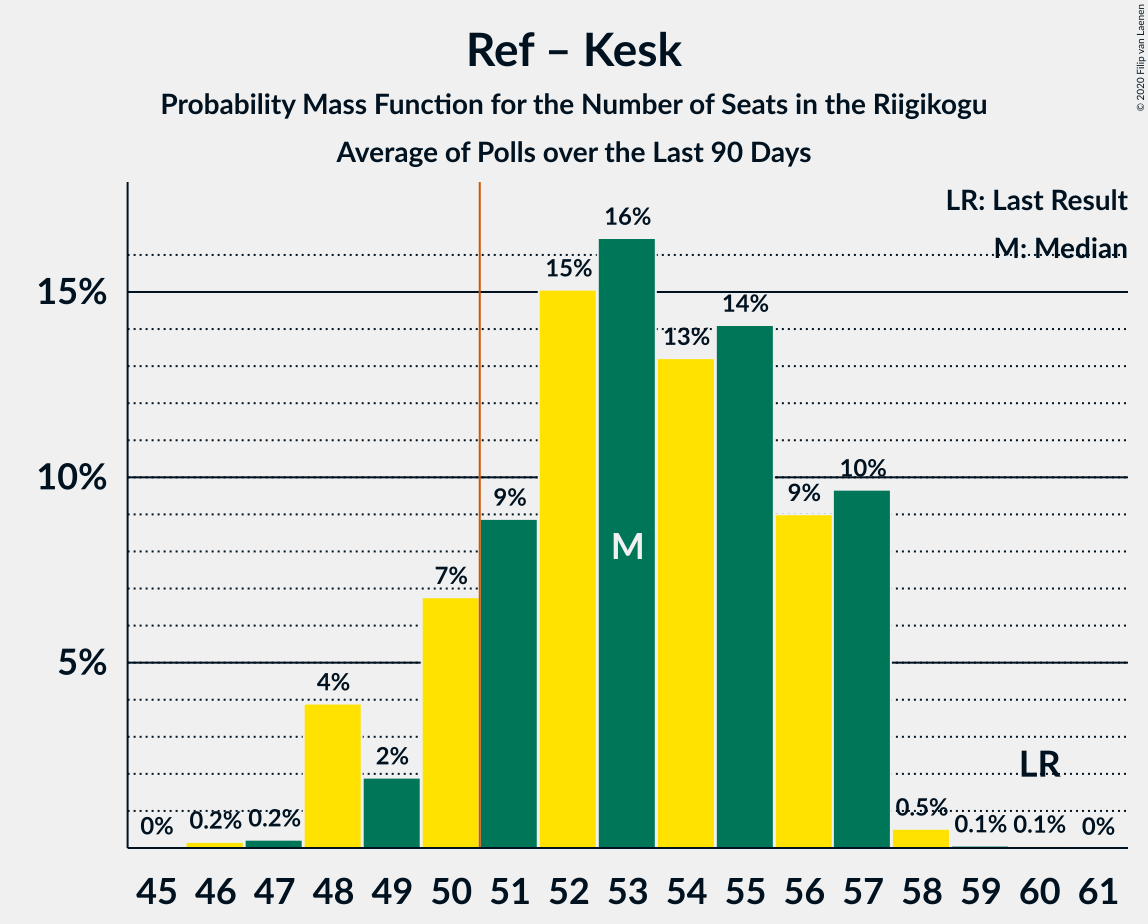 Ref – Kesk
Probability Mass Function for the Number of Seats in the Riigikogu
Average of Polls over the Last 90 Days
© 2020 Filip van Laenen
LR: Last Result
M: Median
15%
10%
5%
0%
0.2%
0.2%
4%
2%
7%
9%
15%
16%
13%
14%
9%
10%
0.5%
0.1%
0.1%
0%
M
LR
45 46 47 48 49 50 51 52 53 54 55 56 57 58 59 60 61